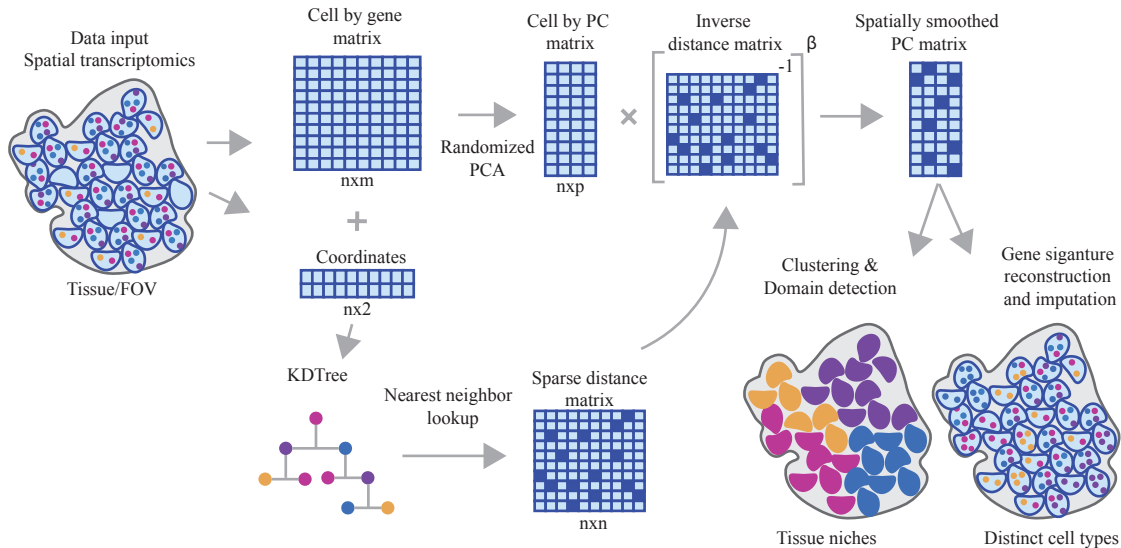 Data input
Spatial transcriptomics
Tissue/FOV
Cell by gene
matrix
nxm
+
Coordinates
nx2
Randomized
PCA
Cell by PC
matrix
nxp
×
Inverse
distance matrix
-1
β
Spatially smoothed
PC matrix
KDTree
Nearest neighbor
lookup
Sparse distance
matrix
nxn
Clustering &
Domain detection
Tissue niches
Gene siganture
reconstruction
and imputation
Distinct cell types